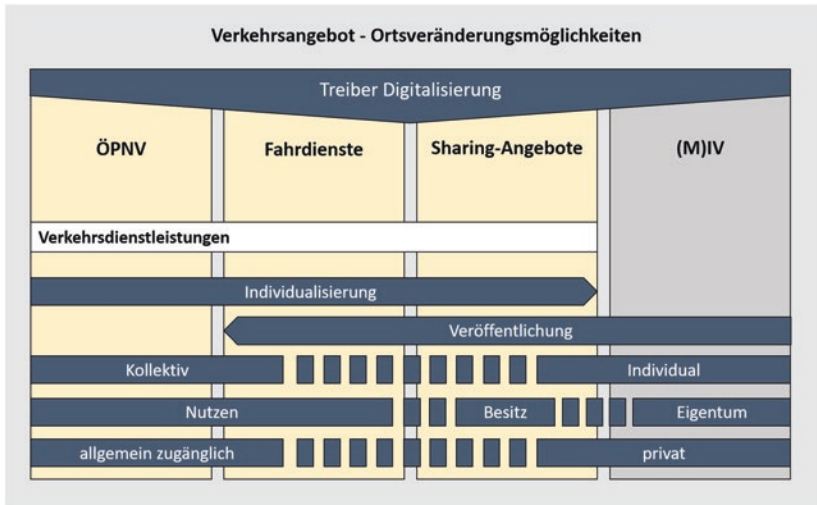 Verkehrsangebot - Ortsveränderungsmöglichkeiten
Treiber Digitalisierung
ÖPNV
Fahrdienste
Sharing-Angebote
(M)IV
Verkehrsdienstleistungen
Individualisierung
Veröffentlichung
Kollektiv
Individual
Nutzen
Besitz
Eigentum
allgemein zugänglich
privat